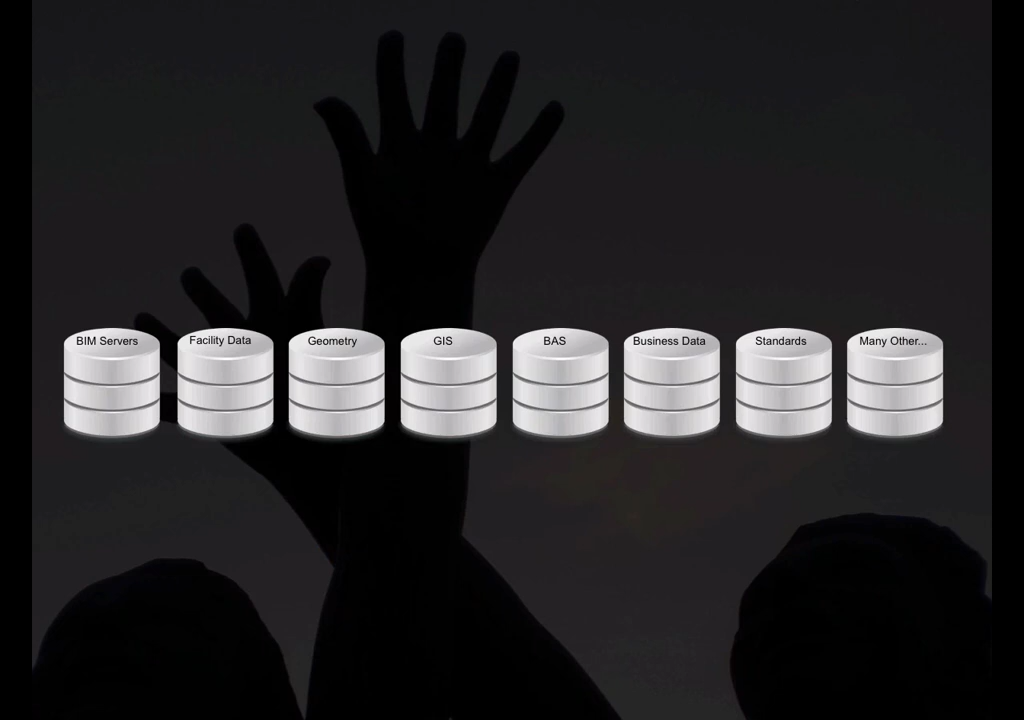 BIM Servers
Facility Data
Geometry
GIS
BAS
Business Data
Standards
Many Other...